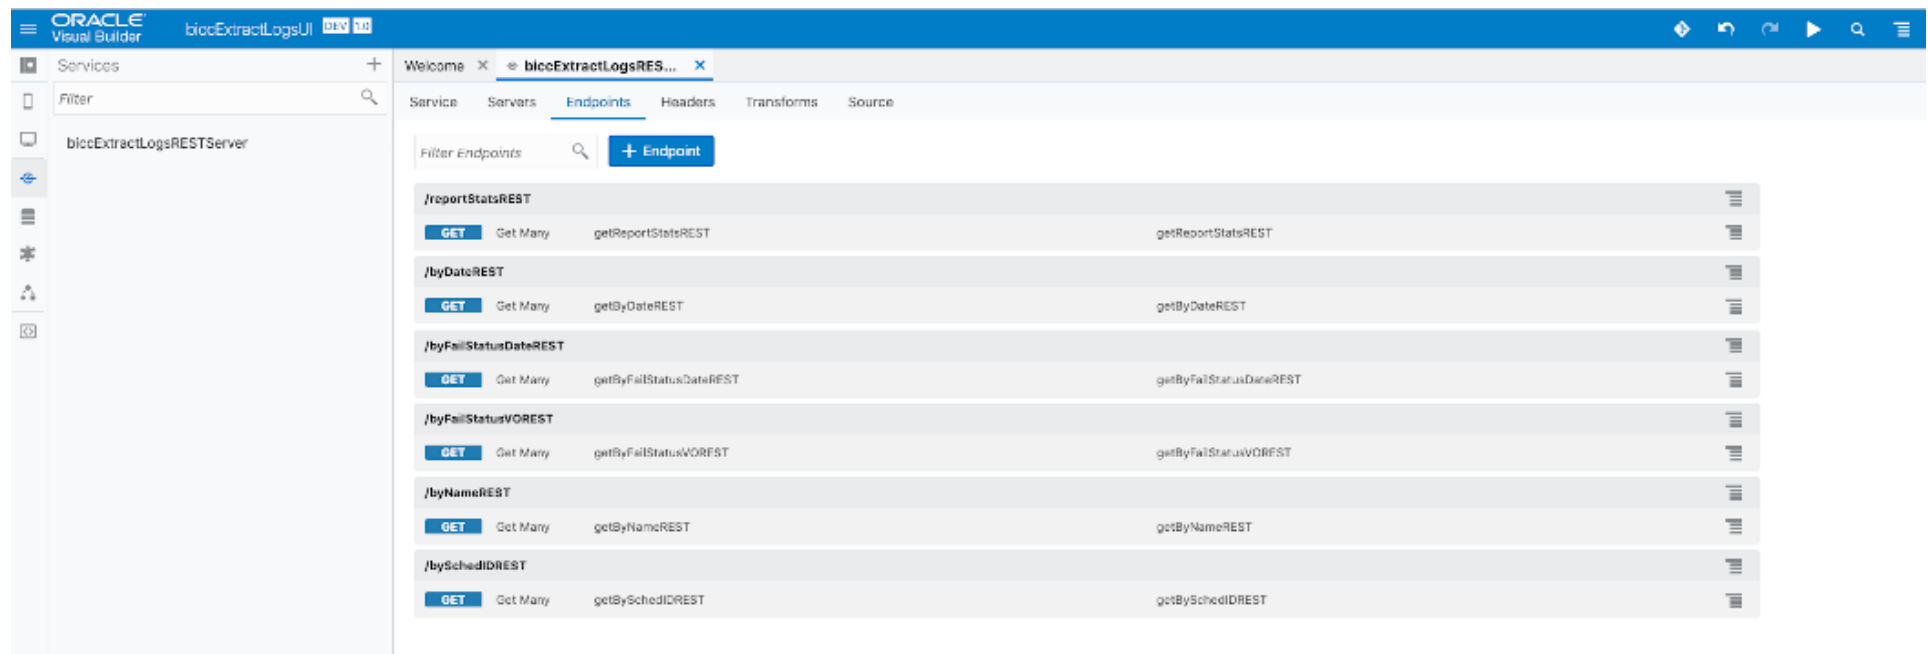 ORACLE
Visual Builder
biccExtractLogsUI DEV 1.0
Services
Filter
biccExtractLogsRESTServer
Welcome
biccExtractLogsRES...
Service Servers Endpoints Headers Transforms Source
Filter Endpoints
+ Endpoint
/reportStatsREST
GET Get Many getReportStatsREST getReportStatsREST
/byDateREST
GET Get Many getByDateREST getByDateREST
/byFailStatusDateREST
GET Get Many getByFailStatusDateREST getByFailStatusDateREST
/byFailStatusVOREST
GET Get Many getByFailStatusVOREST getByFailStatusVOREST
/byNameREST
GET Get Many getByNameREST getByNameREST
/bySchedIDREST
GET Get Many getBySchedIDREST getBySchedIDREST